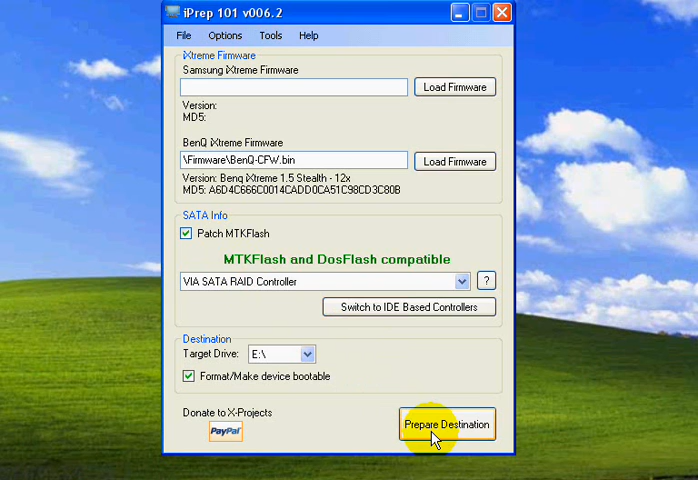 iPrep 101 v006.2
File Options Tools Help
iXtreme Firmware
Samsung iXtreme Firmware
Load Firmware
Version:
MD5:
BenQ iXtreme Firmware
\Firmware\BenQ-CFW.bin
Load Firmware
Version: Benq iXtreme 1.5 Stealth - 12x
MD5: A6D4C666C0014CADD0CA51C98CD3C80B
SATA Info
Patch MTKFlash
MTKFlash and DosFlash compatible
VIA SATA RAID Controller
?
Switch to IDE Based Controllers
Destination
Target Drive: E:\
Format/Make device bootable
Donate to X-Projects
PayPal
Prepare Destination